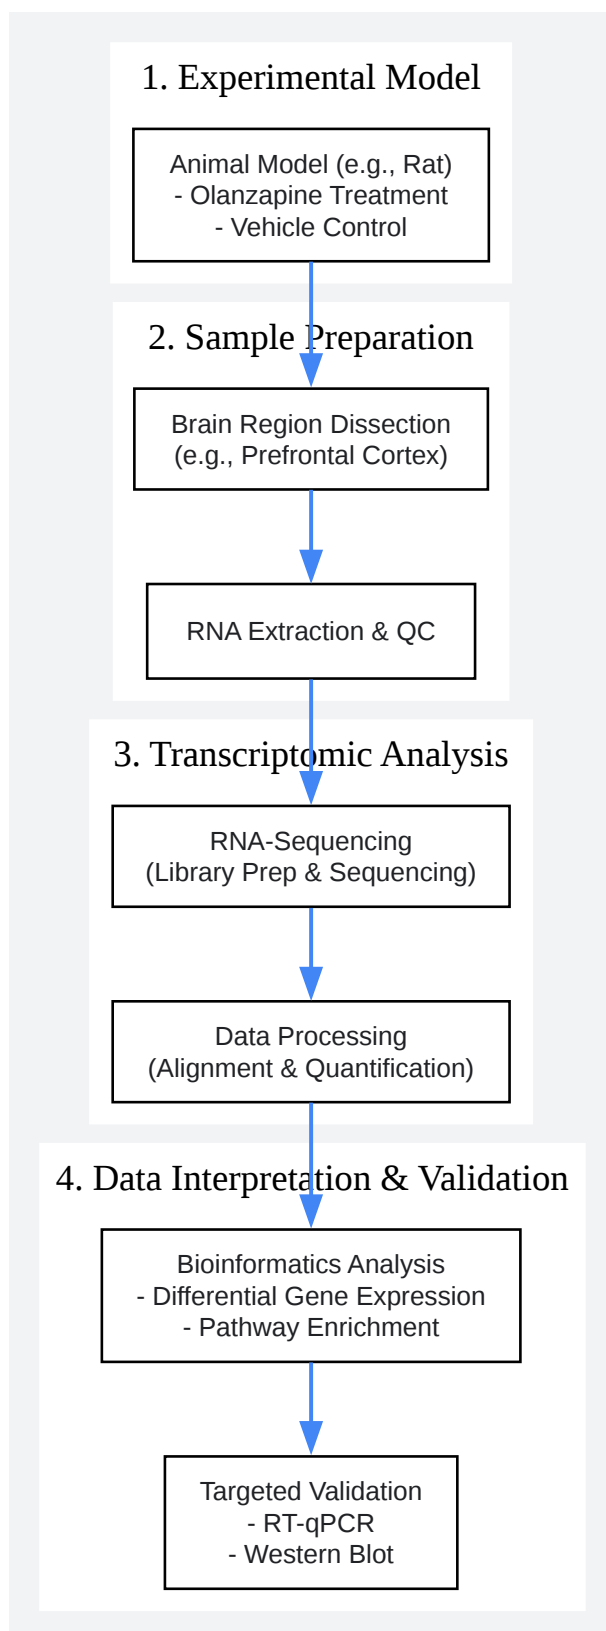 1. Experimental Model
Animal Model (e.g., Rat)
- Olanzapine Treatment
- Vehicle Control
2. Sample Preparation
Brain Region Dissection
(e.g., Prefrontal Cortex)
RNA Extraction & QC
3. Transcriptomic Analysis
RNA-Sequencing
(Library Prep & Sequencing)
Data Processing
(Alignment & Quantification)
4. Data Interpretation & Validation
Bioinformatics Analysis
- Differential Gene Expression
- Pathway Enrichment
Targeted Validation
- RT-qPCR
- Western Blot